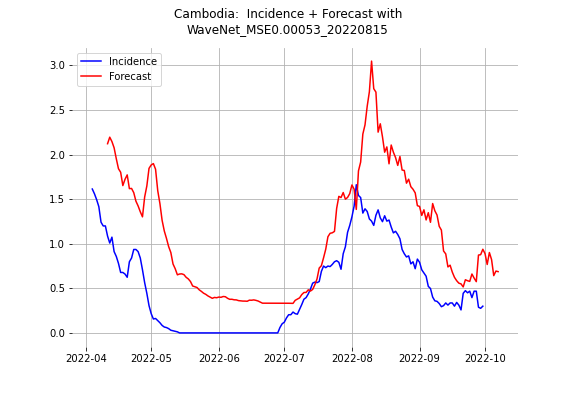 Cambodia:  Incidence + Forecast with
WaveNet_MSE0.00053_20220815
Incidence
Forecast
3.0
2.5
2.0
1.5
1.0
0.5
0.0
2022-04 2022-05 2022-06 2022-07 2022-08 2022-09 2022-10